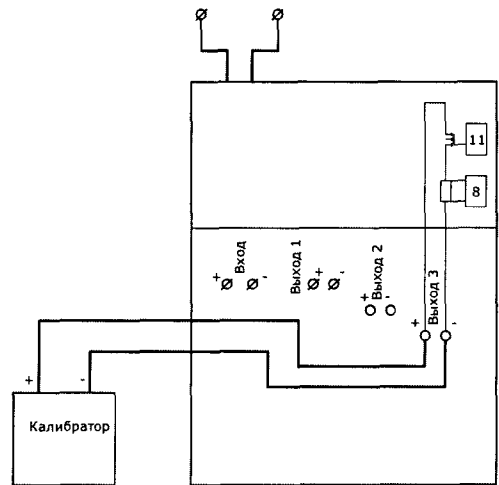 11
8
Вход
+ -
Выход 1
+ -
Выход 2
+ -
Выход 3
+ -
+ -
Калибратор